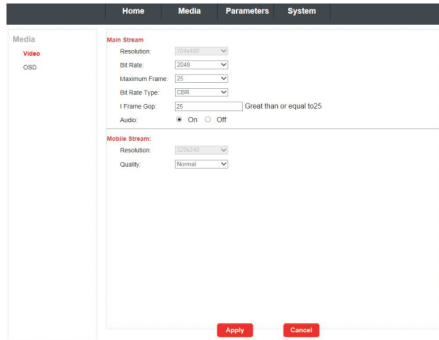 Home Media Parameters System
Media
Video
OSD
Main Stream
Resolution: 704x480
Bit Rate: 2048
Maximum Frame: 25
Bit Rate Type: CBR
I Frame Gop: 25 Great than or equal to25
Audio: On Off
Mobile Stream:
Resolution: 320x240
Quality: Normal
Apply Cancel